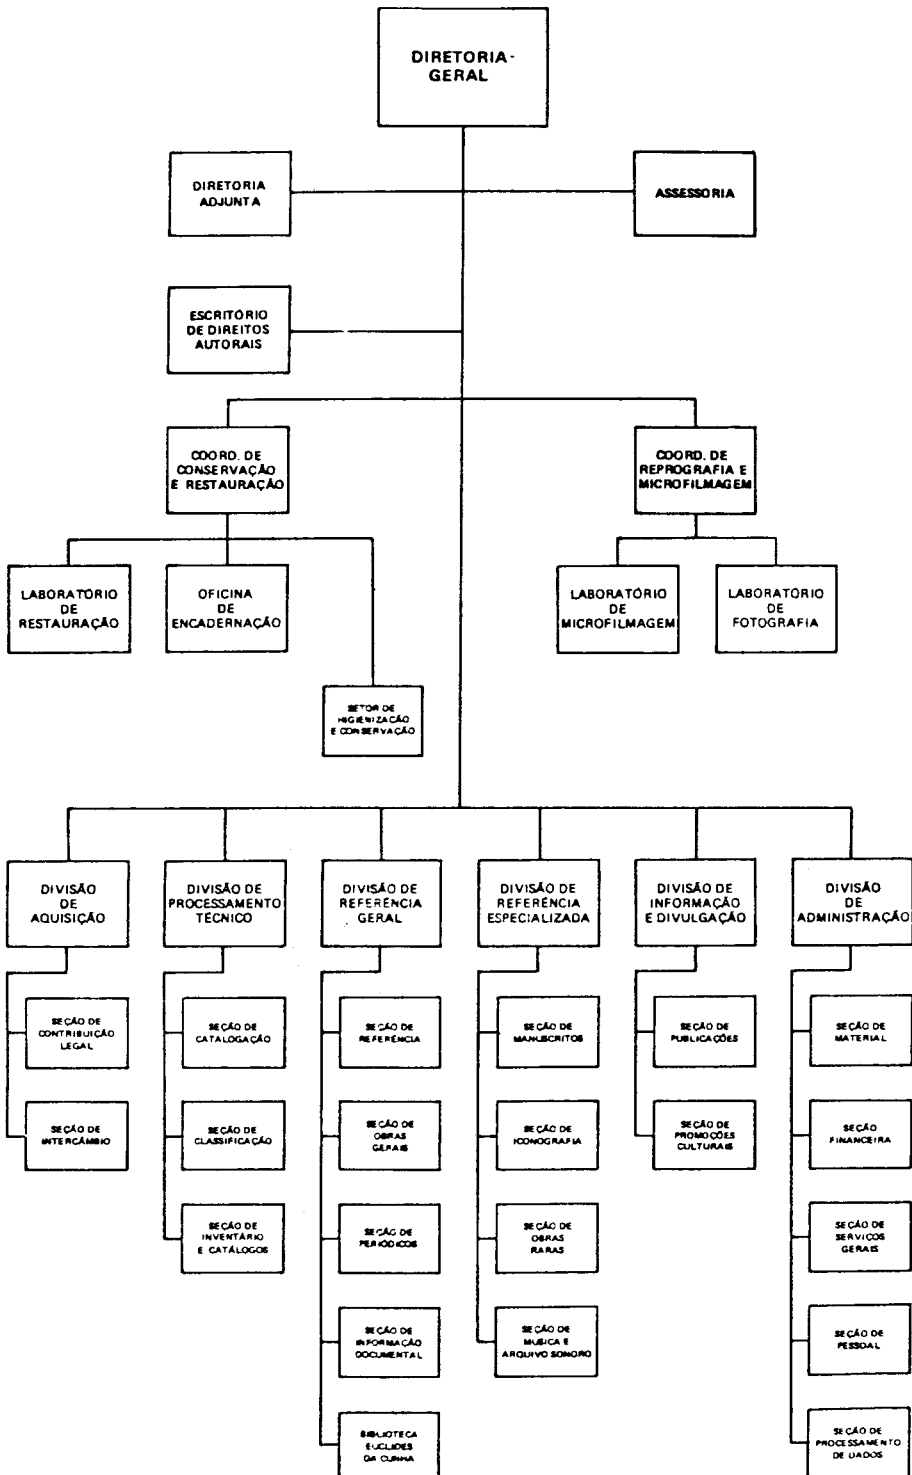 DIRETORIA-
GERAL
DIRETORIA
ADJUNTA
ASSESSORIA
ESCRITÓRIO
DE DIREITOS
AUTORAIS
COORD. DE
CONSERVAÇÃO
E RESTAURAÇÃO
COORD. DE
REPROGRAFIA E
MICROFILMAGEM
LABORATÓRIO
DE
RESTAURAÇÃO
OFICINA
DE
ENCADERNAÇÃO
SETOR DE
HIGIENIZAÇÃO
E CONSERVAÇÃO
LABORATÓRIO
DE
MICROFILMAGEM
LABORATÓRIO
DE
FOTOGRAFIA
DIVISÃO
DE
AQUISIÇÃO
SEÇÃO DE
CONTRIBUIÇÃO
LEGAL
SEÇÃO DE
INTERCÂMBIO
DIVISÃO DE
PROCESSAMENTO
TÉCNICO
SEÇÃO DE
CATALOGAÇÃO
SEÇÃO DE
CLASSIFICAÇÃO
SEÇÃO DE
INVENTÁRIO
E CATÁLOGOS
DIVISÃO DE
REFERÊNCIA
GERAL
SEÇÃO DE
REFERÊNCIA
SEÇÃO DE
OBRAS
GERAIS
SEÇÃO DE
PERIÓDICOS
SEÇÃO DE
INFORMAÇÃO
DOCUMENTAL
BIBLIOTECA
EUCLIDES
DA CUNHA
DIVISÃO DE
REFERÊNCIA
ESPECIALIZADA
SEÇÃO DE
MANUSCRITOS
SEÇÃO DE
ICONOGRAFIA
SEÇÃO DE
OBRAS
RARAS
SEÇÃO DE
MUSICA E
ARQUIVO SONORO
DIVISÃO DE
INFORMAÇÃO
E DIVULGAÇÃO
SEÇÃO DE
PUBLICAÇÕES
SEÇÃO DE
PROMOÇÕES
CULTURAIS
DIVISÃO
DE
ADMINISTRAÇÃO
SEÇÃO DE
MATERIAL
SEÇÃO
FINANCEIRA
SEÇÃO DE
SERVIÇOS
GERAIS
SEÇÃO DE
PESSOAL
SEÇÃO DE
PROCESSAMENTO
DE DADOS